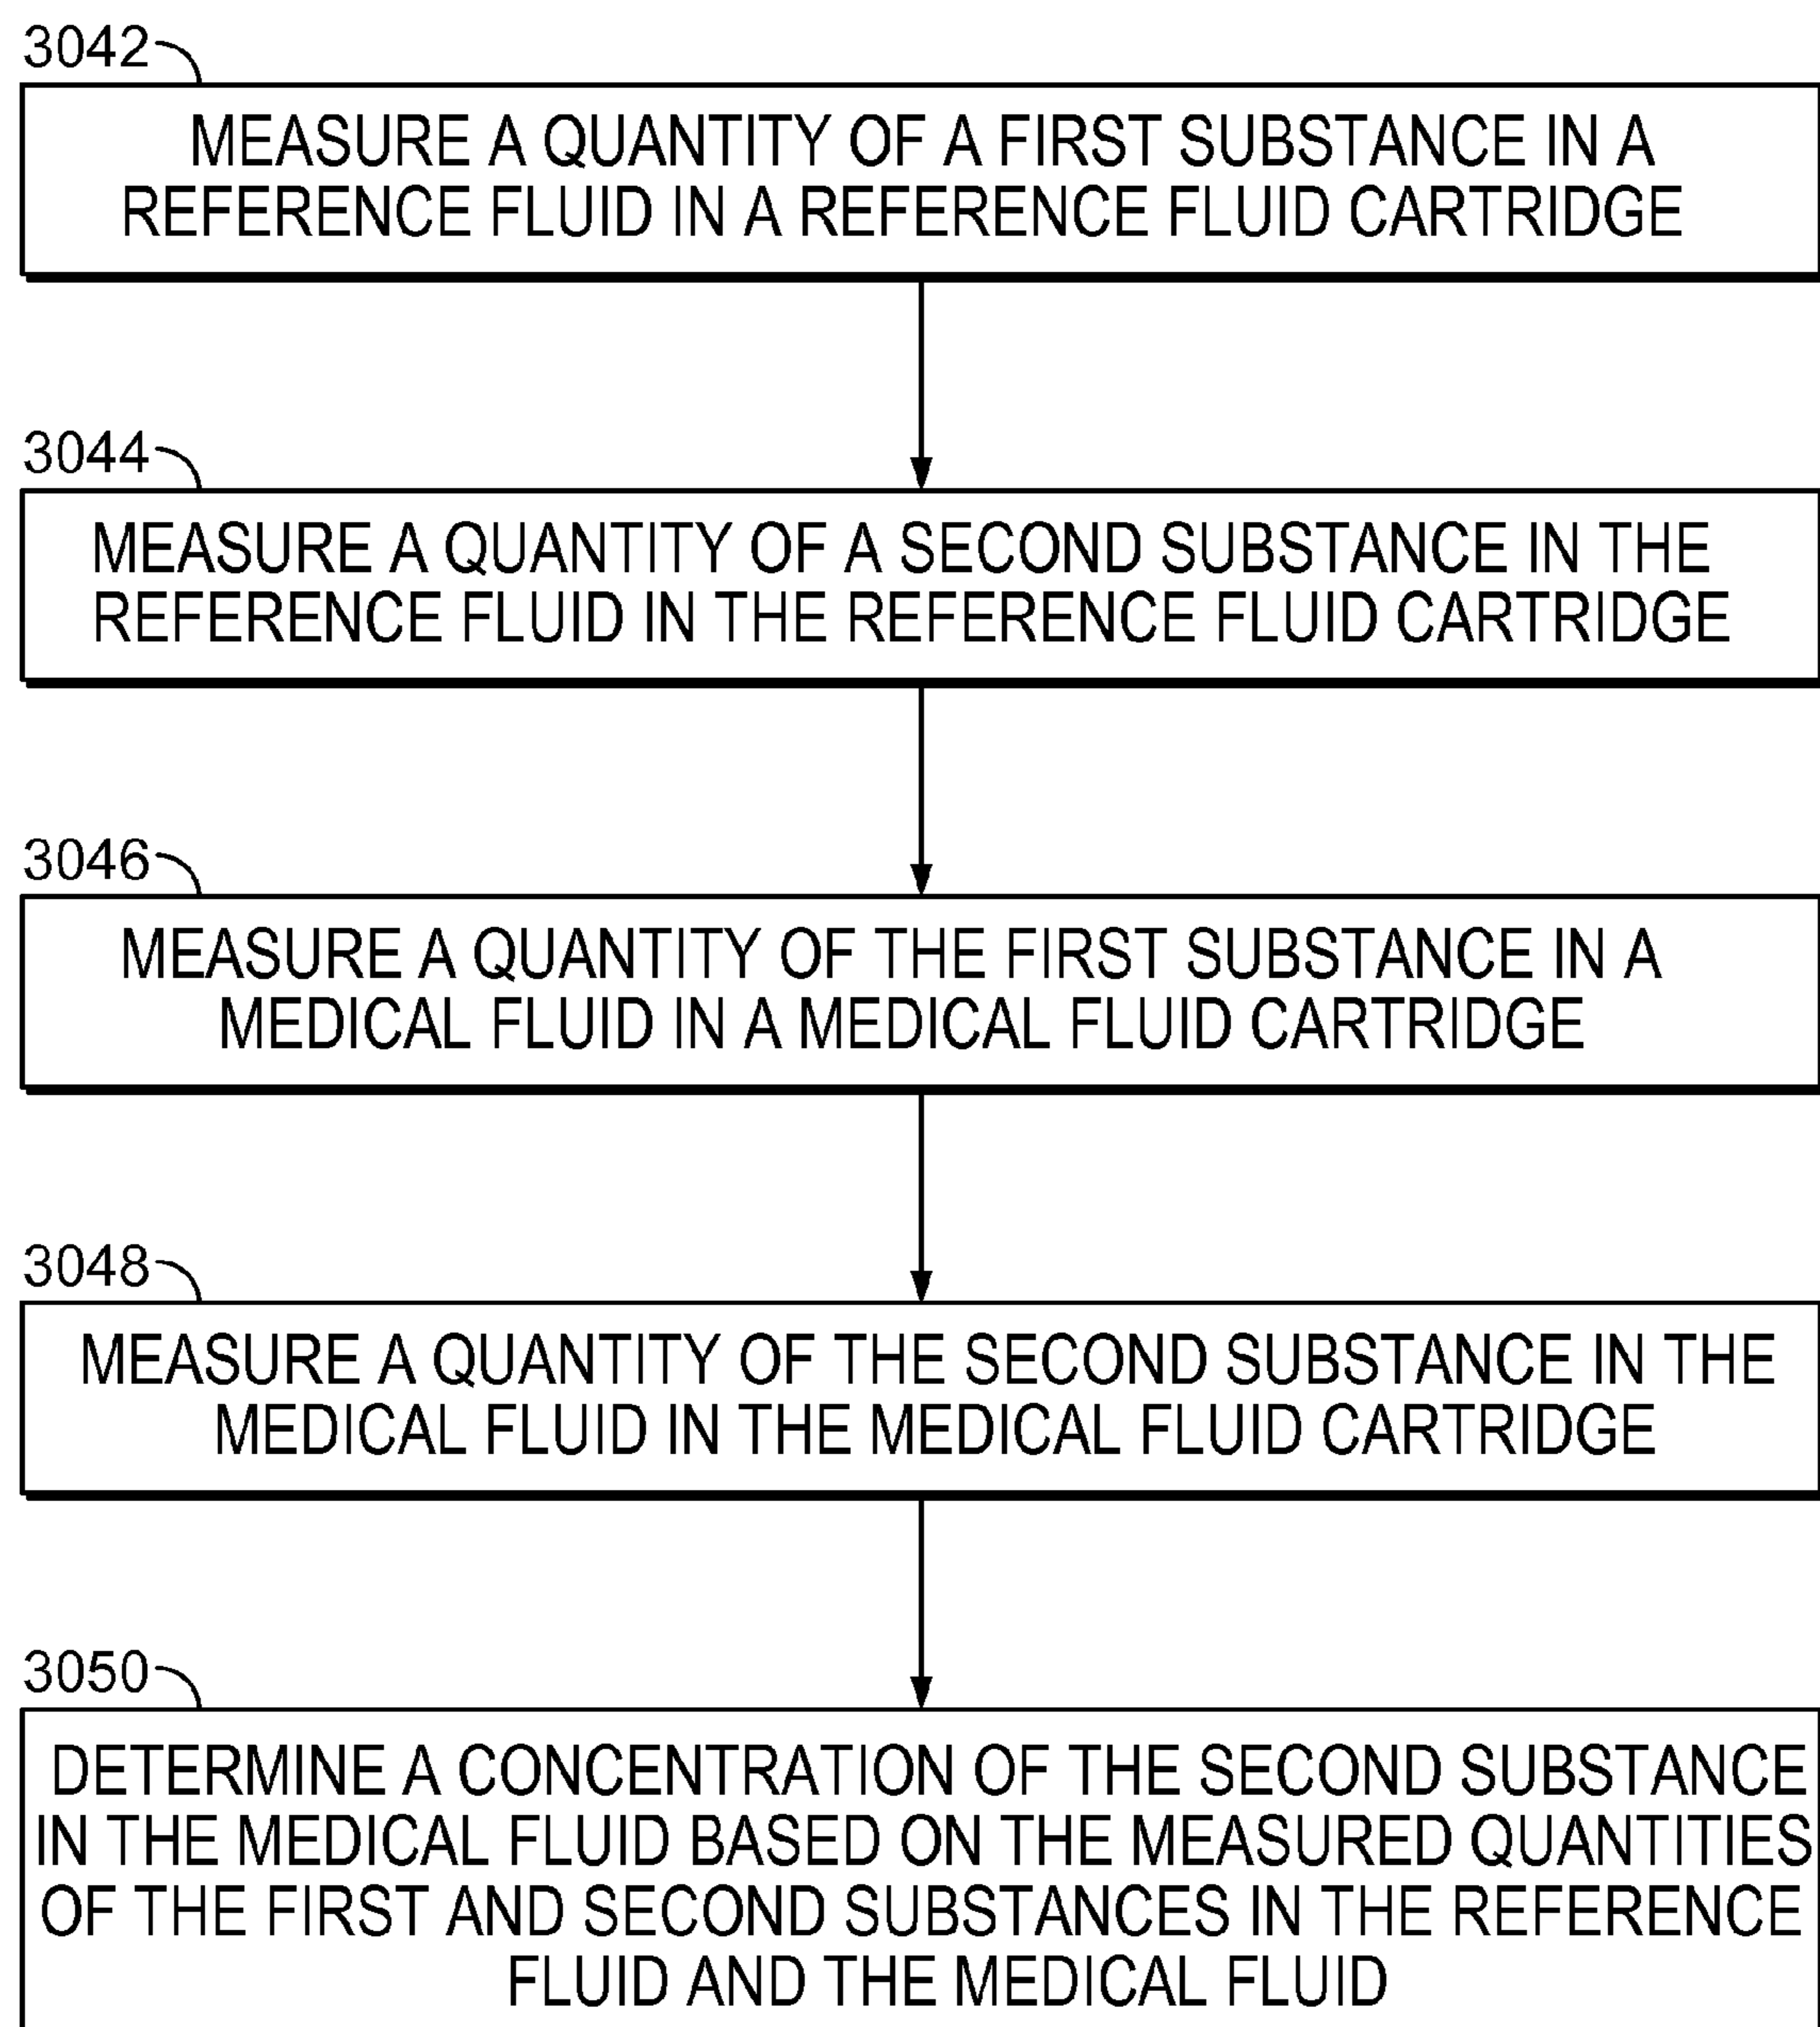 3042
MEASURE A QUANTITY OF A FIRST SUBSTANCE IN A
REFERENCE FLUID IN A REFERENCE FLUID CARTRIDGE
3044
MEASURE A QUANTITY OF A SECOND SUBSTANCE IN THE
REFERENCE FLUID IN THE REFERENCE FLUID CARTRIDGE
3046
MEASURE A QUANTITY OF THE FIRST SUBSTANCE IN A
MEDICAL FLUID IN A MEDICAL FLUID CARTRIDGE
3048
MEASURE A QUANTITY OF THE SECOND SUBSTANCE IN THE
MEDICAL FLUID IN THE MEDICAL FLUID CARTRIDGE
3050
DETERMINE A CONCENTRATION OF THE SECOND SUBSTANCE
IN THE MEDICAL FLUID BASED ON THE MEASURED QUANTITIES
OF THE FIRST AND SECOND SUBSTANCES IN THE REFERENCE
FLUID AND THE MEDICAL FLUID